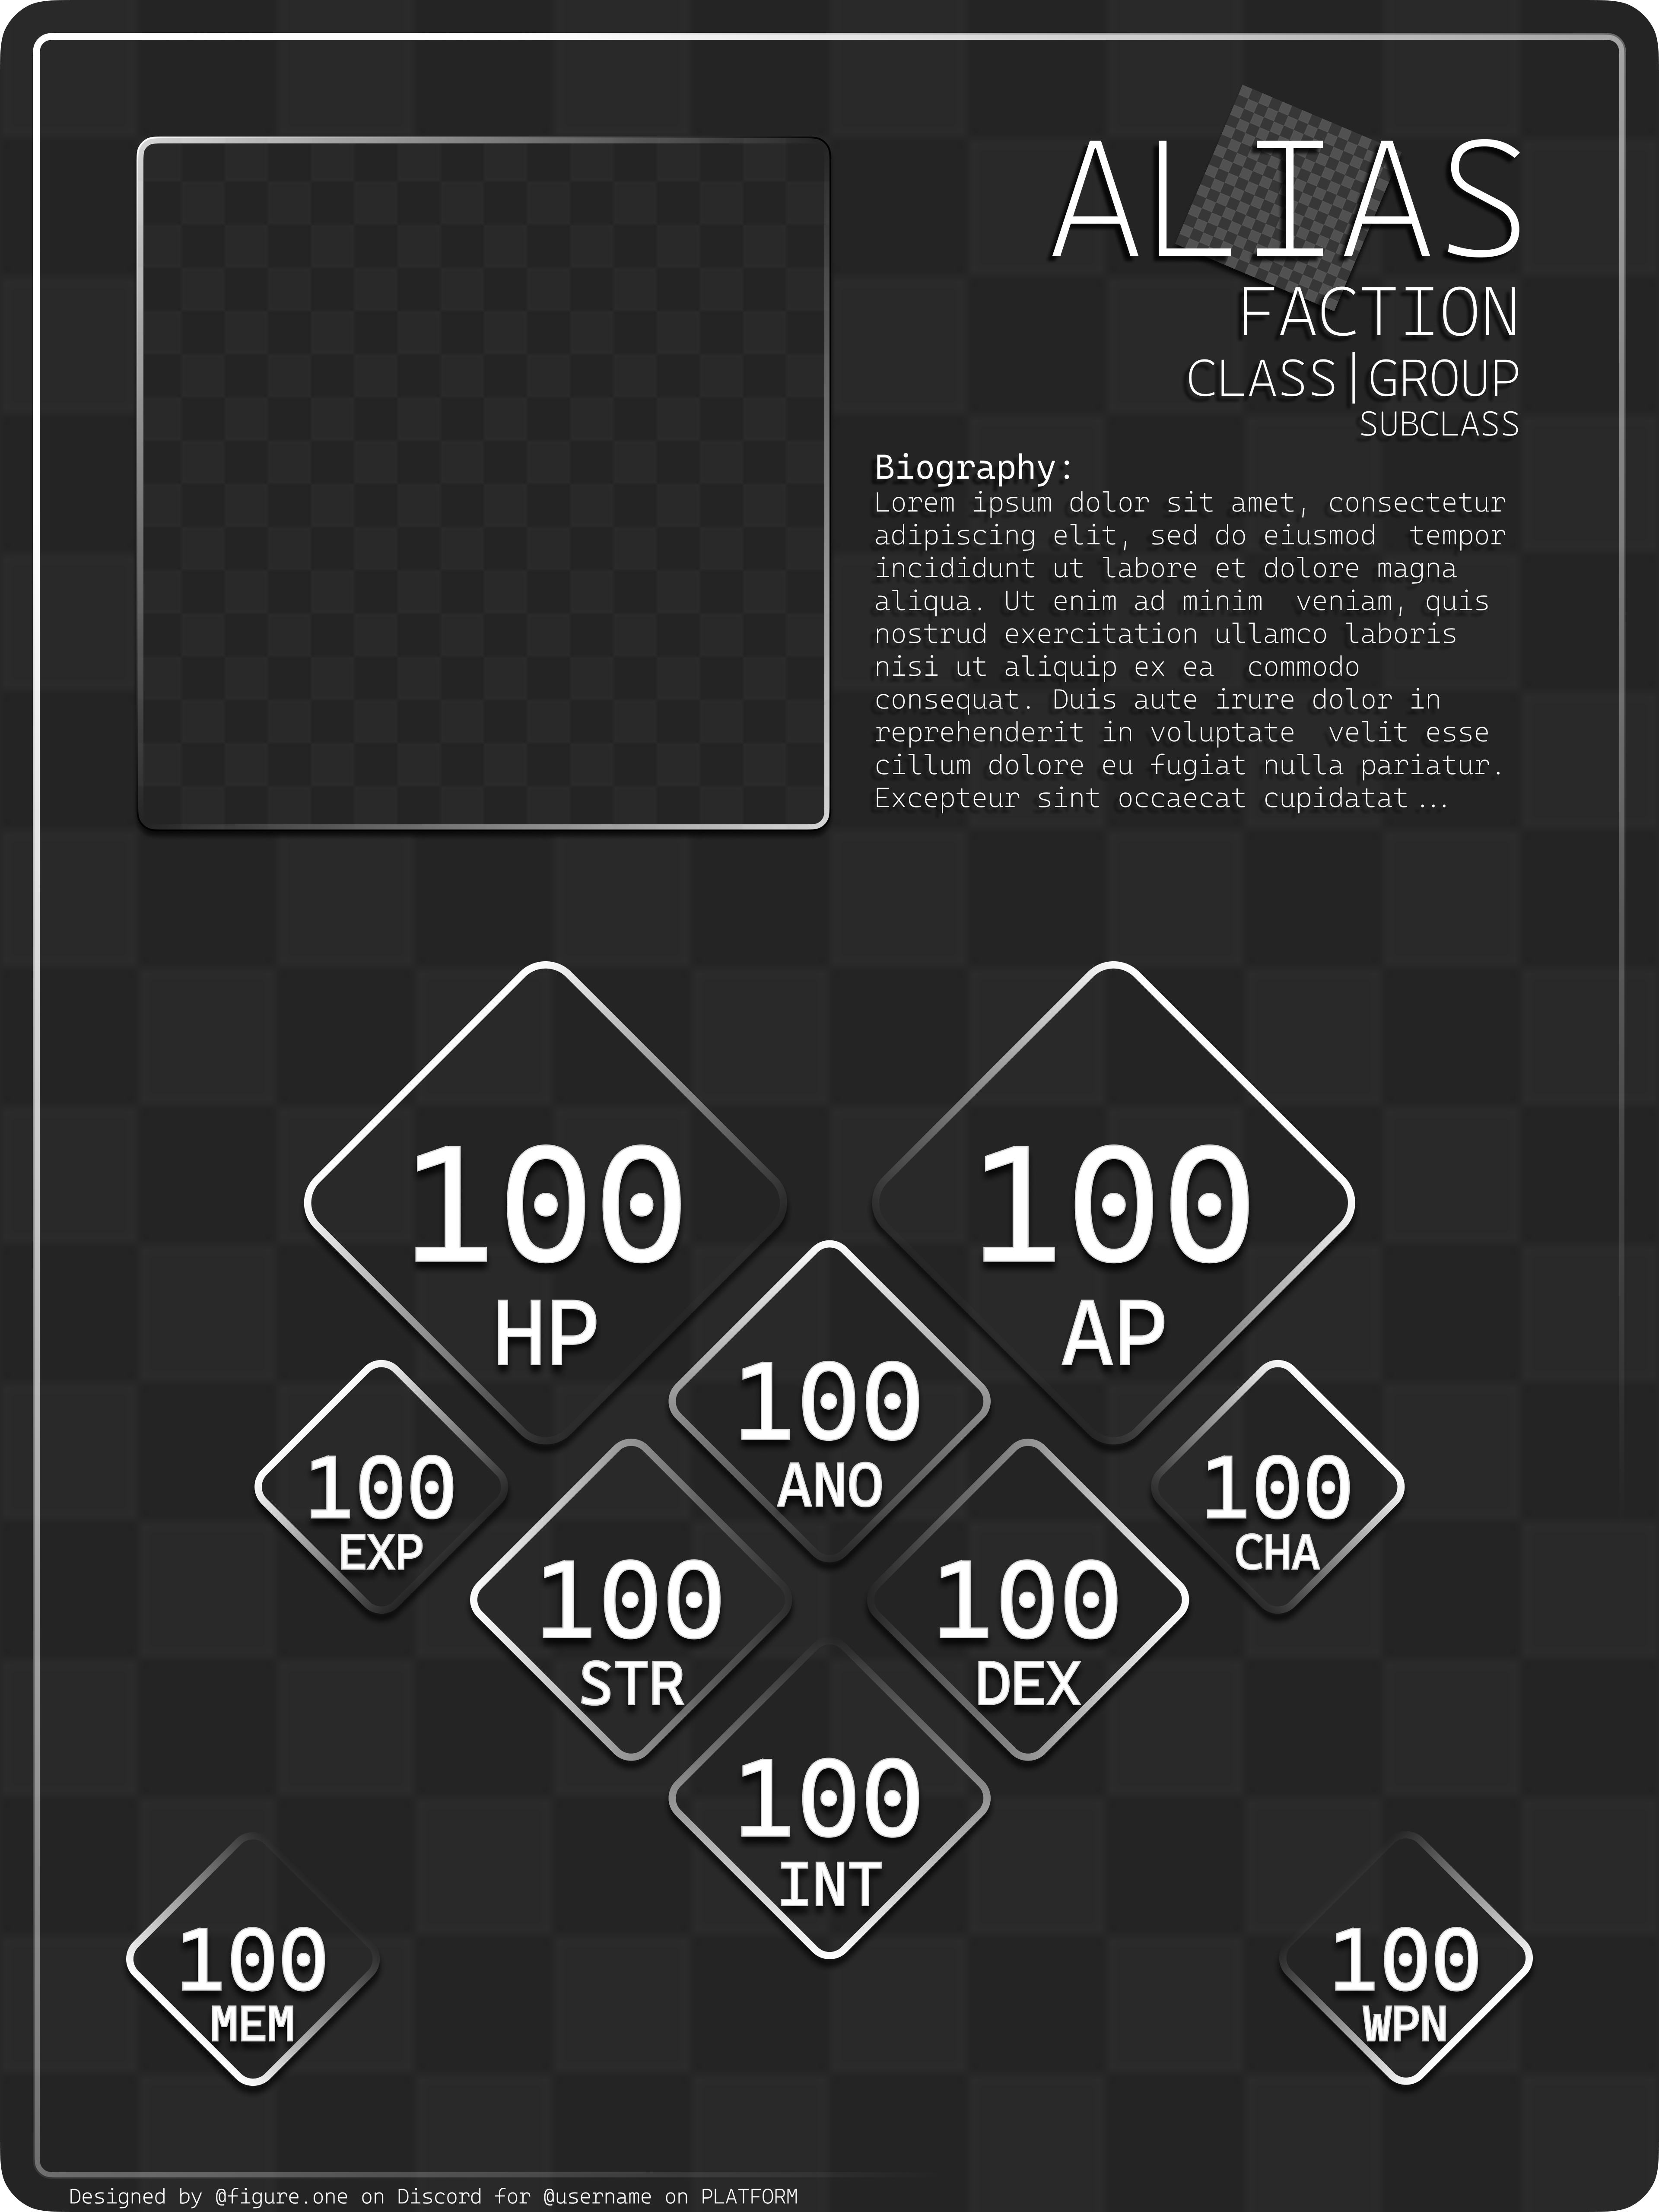 ALIAS
FACTION
CLASS|GROUP
SUBCLASS
Biography:
Lorem ipsum dolor sit amet, consectetur
adipiscing elit, sed do eiusmod tempor
incididunt ut labore et dolore magna
aliqua. Ut enim ad minim veniam, quis
nostrud exercitation ullamco laboris
nisi ut aliquip ex ea commodo
consequat. Duis aute irure dolor in
reprehenderit in voluptate velit esse
cillum dolore eu fugiat nulla pariatur.
Excepteur sint occaecat cupidatat...
100
HP
100
AP
100
ANO
100
EXP
100
CHA
100
STR
100
DEX
100
INT
100
MEM
100
WPN
Designed by @figure.one on Discord for @username on PLATFORM